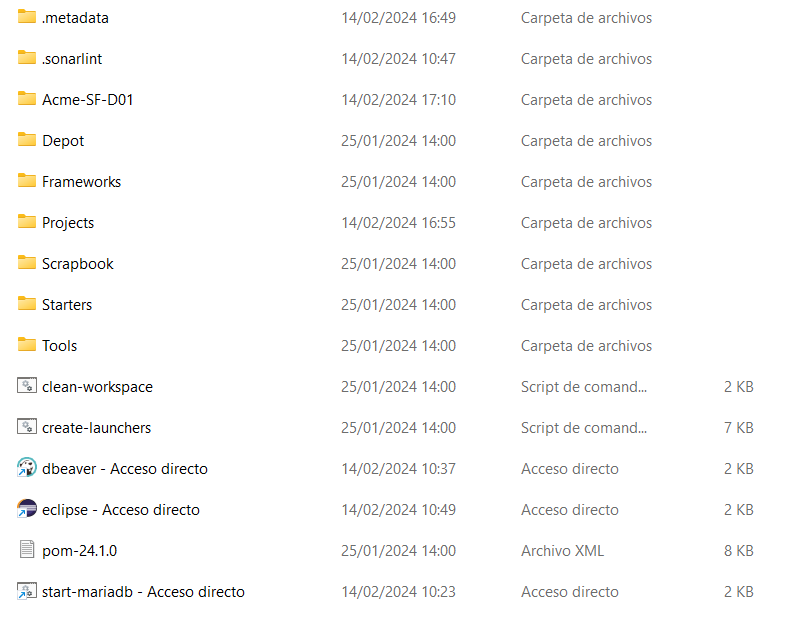 .metadata 14/02/2024 16:49 Carpeta de archivos
.sonarlint 14/02/2024 10:47 Carpeta de archivos
Acme-SF-D01 14/02/2024 17:10 Carpeta de archivos
Depot 25/01/2024 14:00 Carpeta de archivos
Frameworks 25/01/2024 14:00 Carpeta de archivos
Projects 14/02/2024 16:55 Carpeta de archivos
Scrapbook 25/01/2024 14:00 Carpeta de archivos
Starters 25/01/2024 14:00 Carpeta de archivos
Tools 25/01/2024 14:00 Carpeta de archivos
clean-workspace 25/01/2024 14:00 Script de comand... 2 KB
create-launchers 25/01/2024 14:00 Script de comand... 7 KB
dbeaver - Acceso directo 14/02/2024 10:37 Acceso directo 2 KB
eclipse - Acceso directo 14/02/2024 10:49 Acceso directo 2 KB
pom-24.1.0 25/01/2024 14:00 Archivo XML 8 KB
start-mariadb - Acceso directo 14/02/2024 10:23 Acceso directo 2 KB